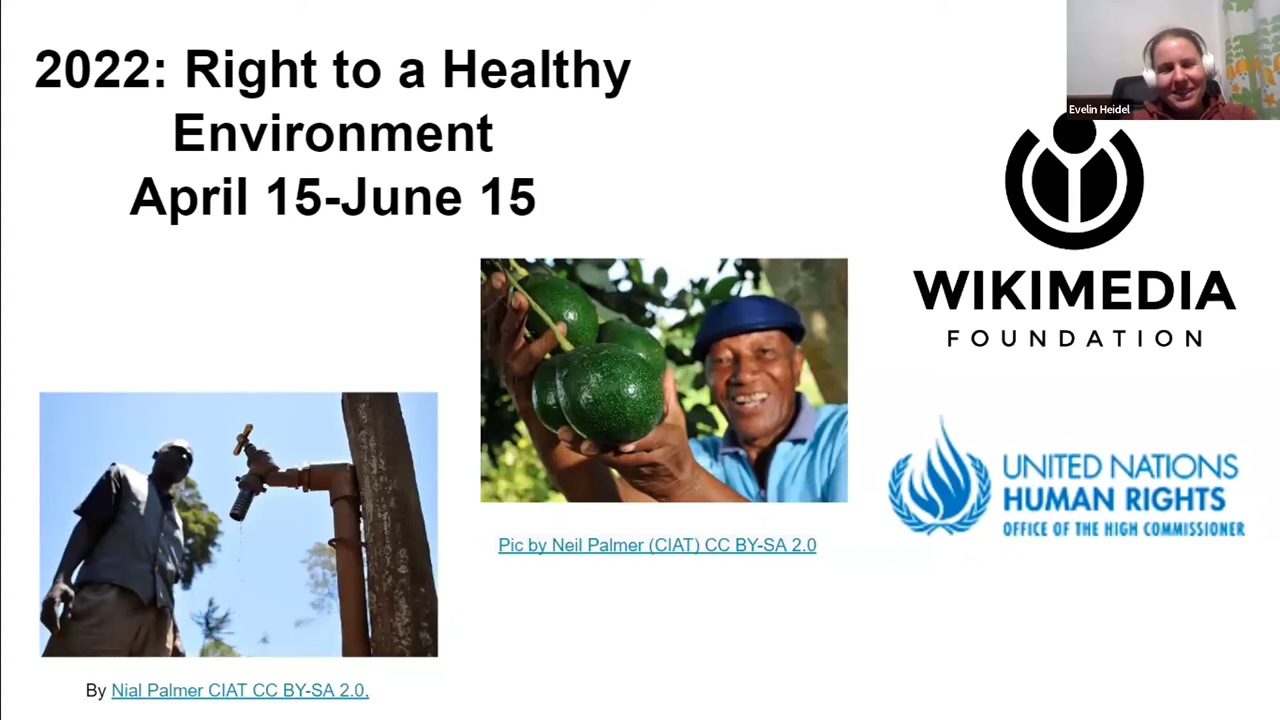 2022: Right to a Healthy
Environment
April 15-June 15
Evelin Heidel
WIKIMEDIA
FOUNDATION
UNITED NATIONS
HUMAN RIGHTS
OFFICE OF THE HIGH COMMISSIONER
Pic by Neil Palmer (CIAT) CC BY-SA 2.0
By Nial Palmer CIAT CC BY-SA 2.0,